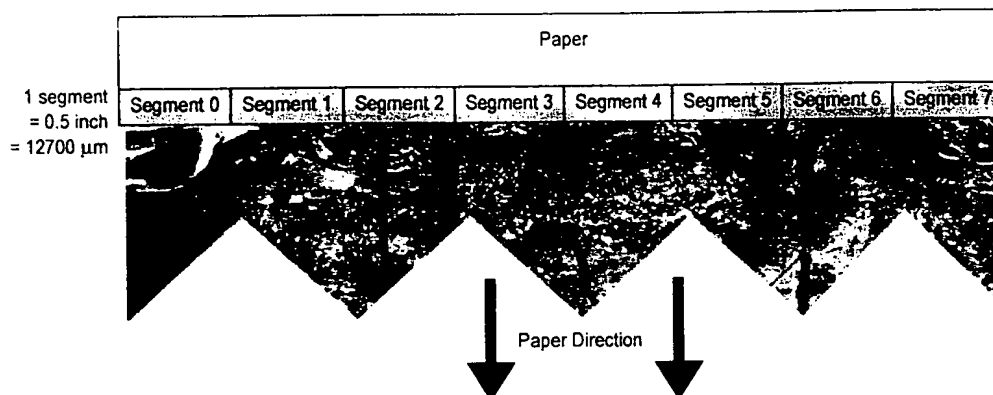 Paper
1 segment
= 0.5 inch
= 12700 µm
Segment 0 Segment 1 Segment 2 Segment 3 Segment 4 Segment 5 Segment 6 Segment 7
Paper Direction